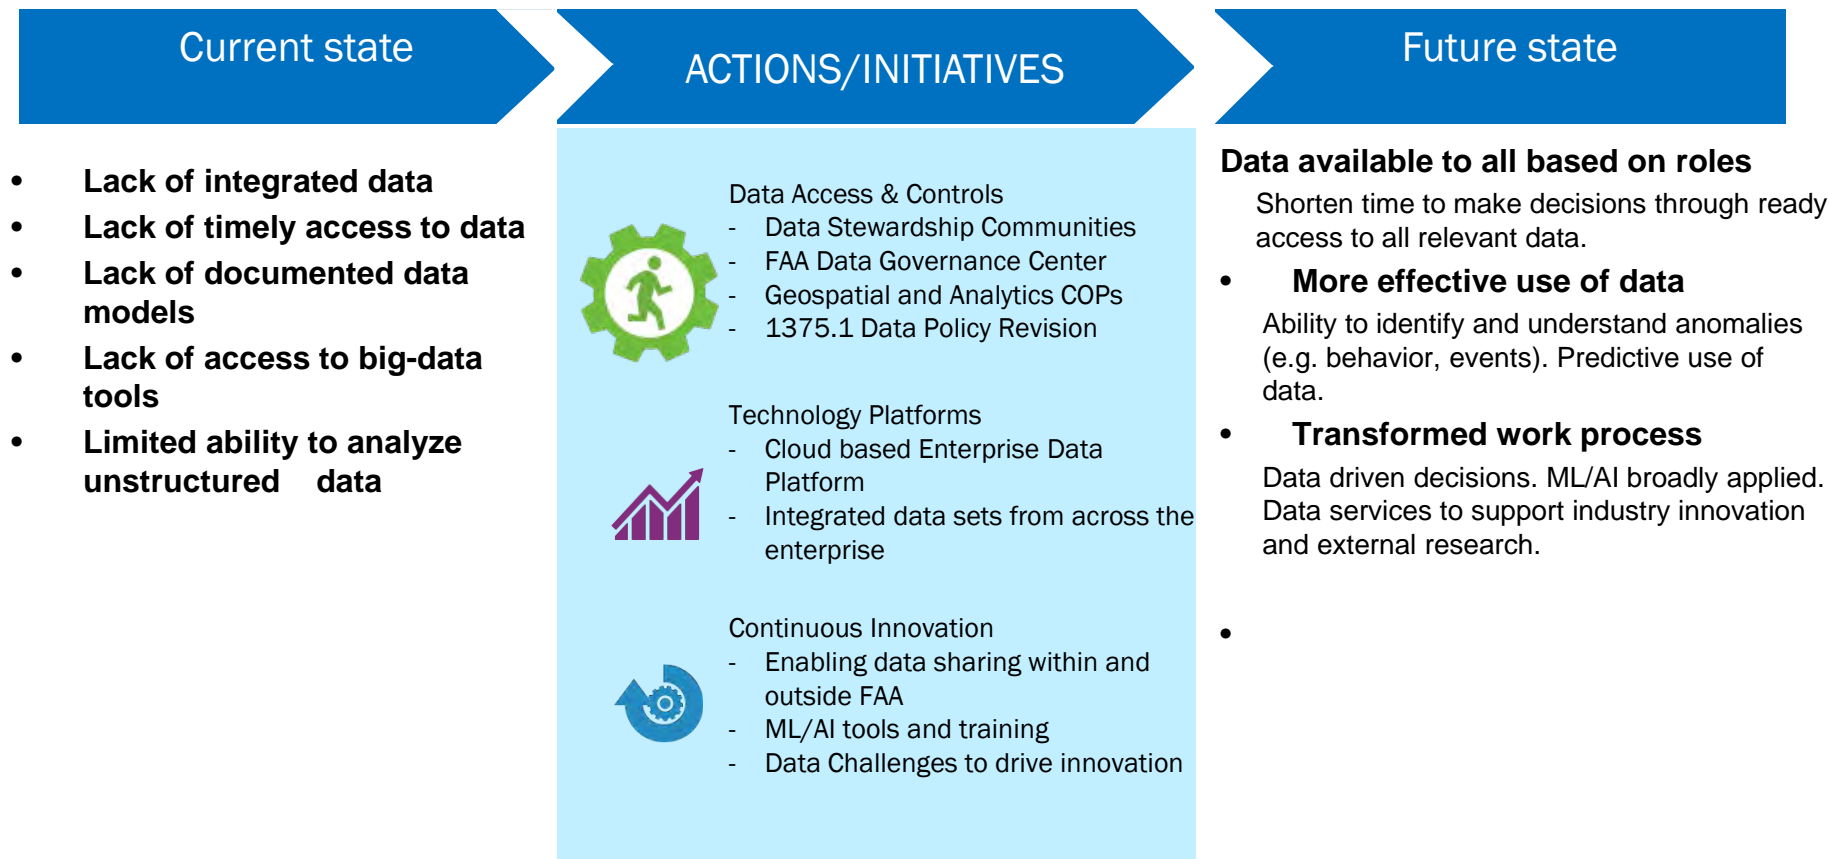 Current state
• Lack of integrated data
• Lack of timely access to data
• Lack of documented data
models
• Lack of access to big-data
tools
• Limited ability to analyze
unstructured data
ACTIONS/INITIATIVES
Data Access & Controls
- Data Stewardship Communities
- FAA Data Governance Center
- Geospatial and Analytics COPs
- 1375.1 Data Policy Revision
Technology Platforms
- Cloud based Enterprise Data
Platform
- Integrated data sets from across the
enterprise
Continuous Innovation
- Enabling data sharing within and
outside FAA
- ML/AI tools and training
- Data Challenges to drive innovation
Future state
Data available to all based on roles
Shorten time to make decisions through ready
access to all relevant data.
• More effective use of data
Ability to identify and understand anomalies
(e.g. behavior, events). Predictive use of
data.
• Transformed work process
Data driven decisions. ML/AI broadly applied.
Data services to support industry innovation
and external research.
•